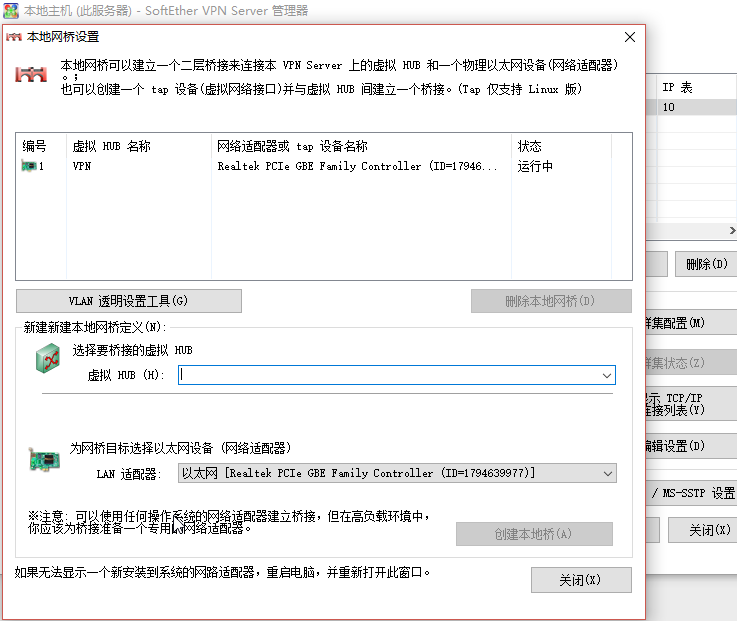 本地主机 (此服务器) - SoftEther VPN Server 管理器
本地网桥设置
本地网桥可以建立一个二层桥接来连接本 VPN Server 上的虚拟 HUB 和一个物理以太网设备(网络适配器)
。;
也可以创建一个 tap 设备(虚拟网络接口)并与虚拟 HUB 间建立一个桥接。(Tap 仅支持 Linux 版)
编号 虚拟 HUB 名称 网络适配器或 tap 设备名称 状态
1 VPN Realtek PCIe GBE Family Controller (ID=17946... 运行中
VLAN 透明设置工具(G) 删除本地网桥(D)
新建新建本地网桥定义(N):
选择要桥接的虚拟 HUB
虚拟 HUB (H):
为网桥目标选择以太网设备 (网络适配器)
LAN 适配器: 以太网 [Realtek PCIe GBE Family Controller (ID=1794639977)]
※注意: 可以使用任何操作系统的网络适配器建立桥接，但在高负载环境中，
你应该为桥接准备一个专用的网络适配器。
创建本地桥(A)
如果无法显示一个新安装到系统的网路适配器，重启电脑，并重新打开此窗口。
关闭(X)
IP 表
10
删除(D)
群集配置(M)
群集状态(Z)
显示 TCP/IP
连接列表(Y)
编辑设置(D)
/ MS-SSTP 设置
关闭(X)